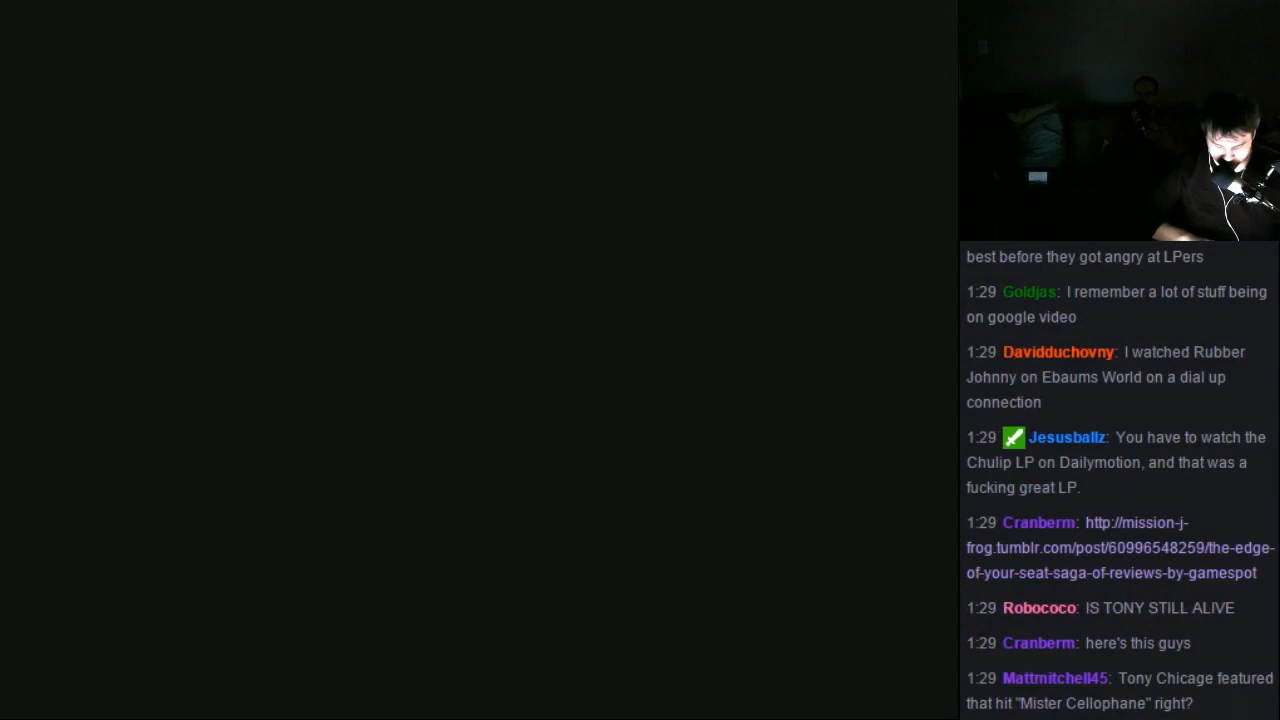 best before they got angry at LPers
1:29 Goldjas: I remember a lot of stuff being
on google video
1:29 Davidduchovny: I watched Rubber
Johnny on Ebaums World on a dial up
connection
1:29 Jesusballz: You have to watch the
Chulip LP on Dailymotion, and that was a
fucking great LP.
1:29 Cranberm: http://mission-j-
frog.tumblr.com/post/60996548259/the-edge-
of-your-seat-saga-of-reviews-by-gamespot
1:29 Robococo: IS TONY STILL ALIVE
1:29 Cranberm: here's this guys
1:29 Mattmitchell45: Tony Chicage featured
that hit "Mister Cellophane" right?